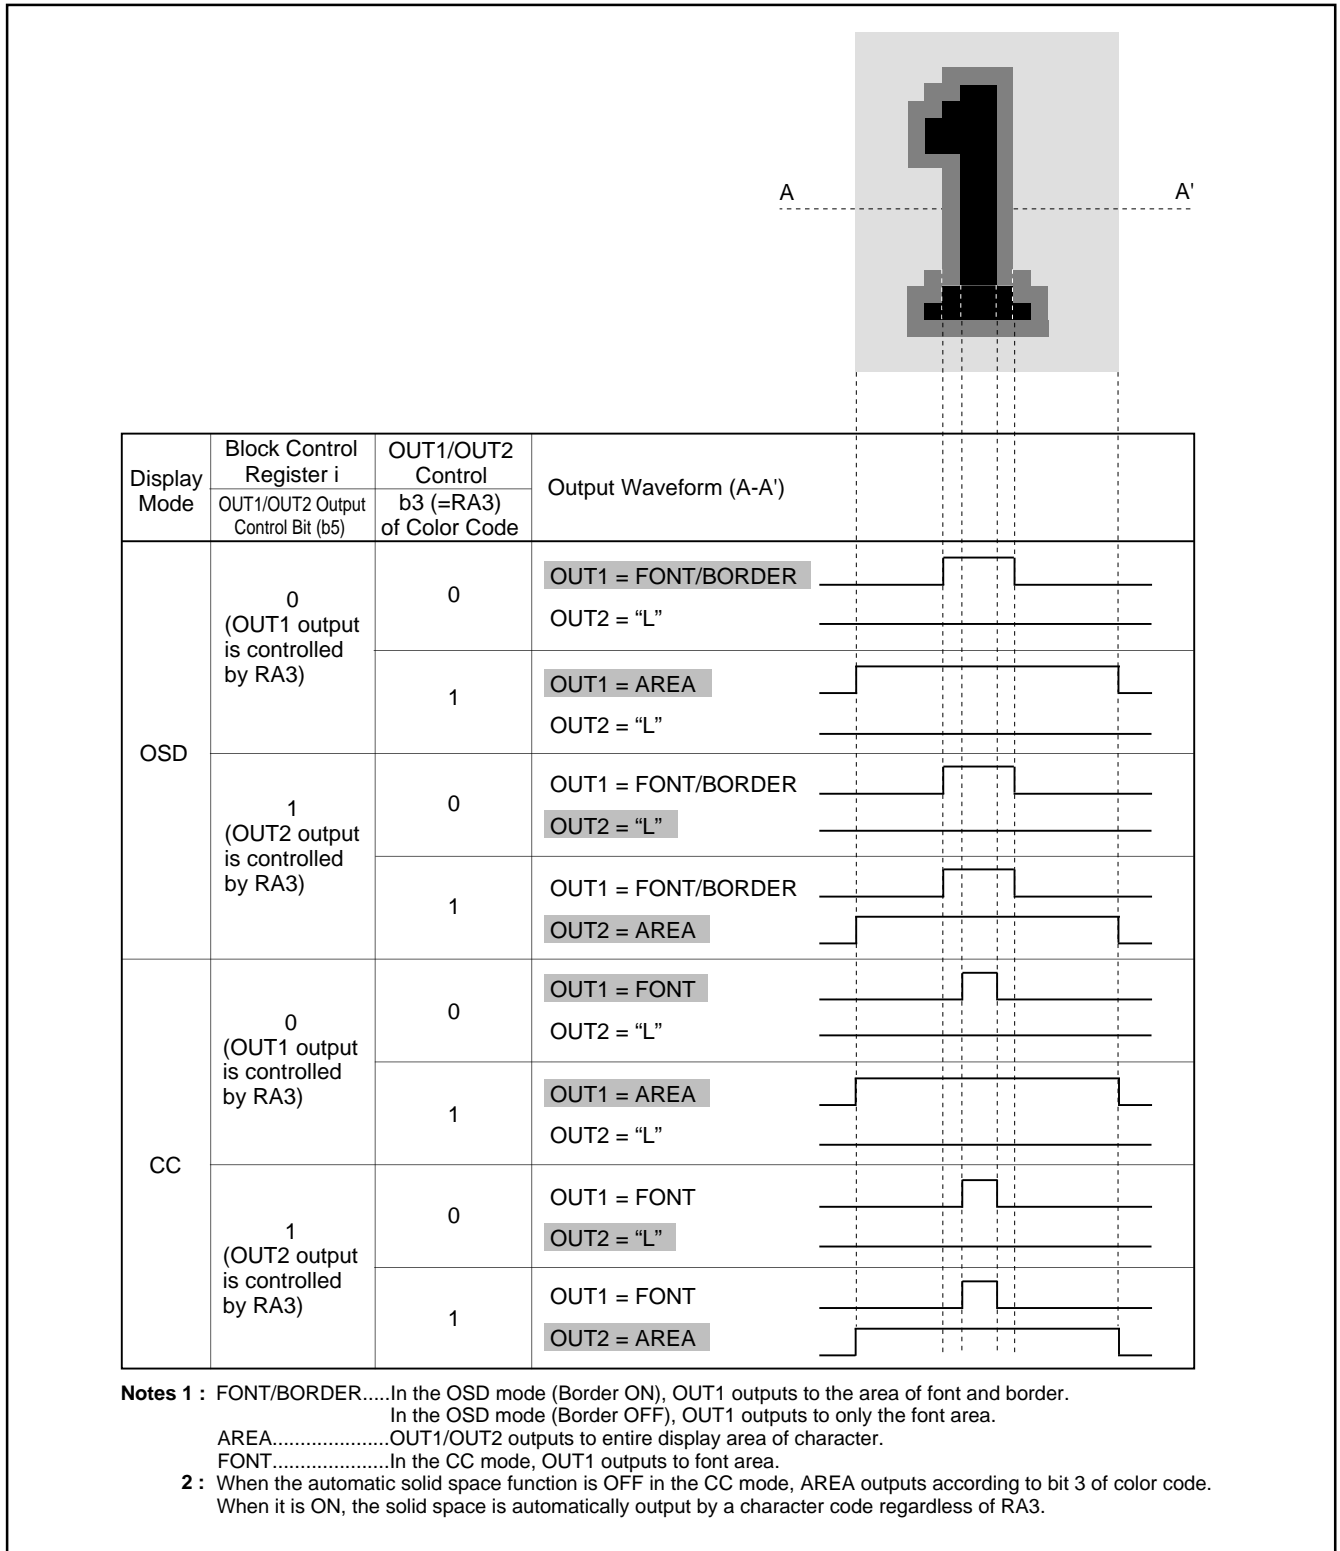 A A'
Display Mode
Block Control Register i
OUT1/OUT2 Output Control Bit (b5)
OUT1/OUT2 Control
b3 (=RA3) of Color Code
Output Waveform (A-A')
OSD
0
(OUT1 output
is controlled
by RA3)
0
OUT1 = FONT/BORDER
OUT2 = “L”
1
OUT1 = AREA
OUT2 = “L”
1
(OUT2 output
is controlled
by RA3)
0
OUT1 = FONT/BORDER
OUT2 = “L”
1
OUT1 = FONT/BORDER
OUT2 = AREA
CC
0
(OUT1 output
is controlled
by RA3)
0
OUT1 = FONT
OUT2 = “L”
1
OUT1 = AREA
OUT2 = “L”
1
(OUT2 output
is controlled
by RA3)
0
OUT1 = FONT
OUT2 = “L”
1
OUT1 = FONT
OUT2 = AREA
Notes 1 : FONT/BORDER.....In the OSD mode (Border ON), OUT1 outputs to the area of font and border.
In the OSD mode (Border OFF), OUT1 outputs to only the font area.
AREA.....................OUT1/OUT2 outputs to entire display area of character.
FONT.....................In the CC mode, OUT1 outputs to font area.
2 : When the automatic solid space function is OFF in the CC mode, AREA outputs according to bit 3 of color code.
When it is ON, the solid space is automatically output by a character code regardless of RA3.